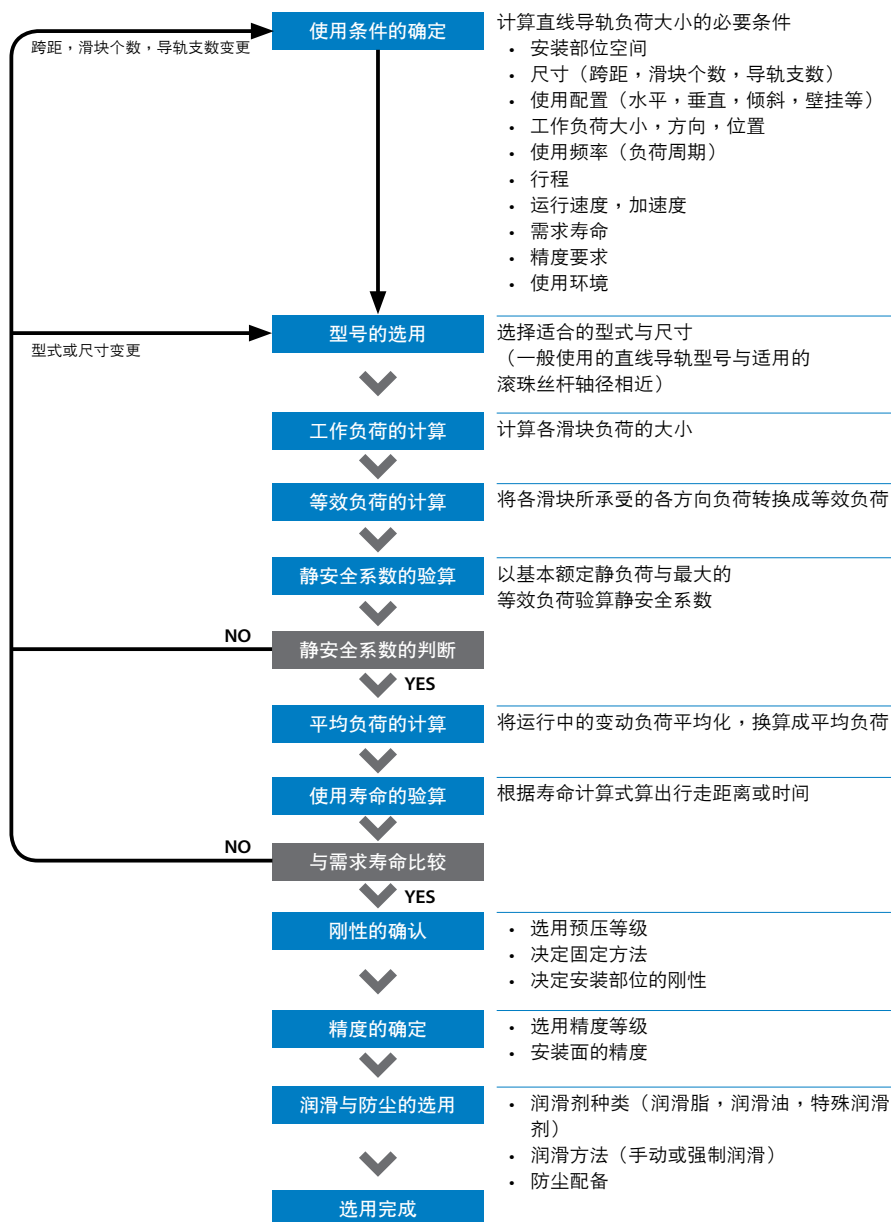 使用条件的确定
计算直线导轨负荷大小的必要条件
• 安装部位空间
• 尺寸（跨距，滑块个数，导轨支数）
• 使用配置（水平，垂直，倾斜，壁挂等）
• 工作负荷大小，方向，位置
• 使用频率（负荷周期）
• 行程
• 运行速度，加速度
• 需求寿命
• 精度要求
• 使用环境
跨距，滑块个数，导轨支数变更
型号的选用
选择适合的型式与尺寸
（一般使用的直线导轨型号与适用的
滚珠丝杆轴径相近）
型式或尺寸变更
工作负荷的计算
计算各滑块负荷的大小
等效负荷的计算
将各滑块所承受的各方向负荷转换成等效负荷
静安全系数的验算
以基本额定静负荷与最大的
等效负荷验算静安全系数
NO
静安全系数的判断
YES
平均负荷的计算
将运行中的变动负荷平均化，换算成平均负荷
使用寿命的验算
根据寿命计算式算出行走距离或时间
NO
与需求寿命比较
YES
刚性的确认
• 选用预压等级
• 决定固定方法
• 决定安装部位的刚性
精度的确定
• 选用精度等级
• 安装面的精度
润滑与防尘的选用
• 润滑剂种类（润滑脂，润滑油，特殊润滑
剂）
• 润滑方法（手动或强制润滑）
• 防尘配备
选用完成